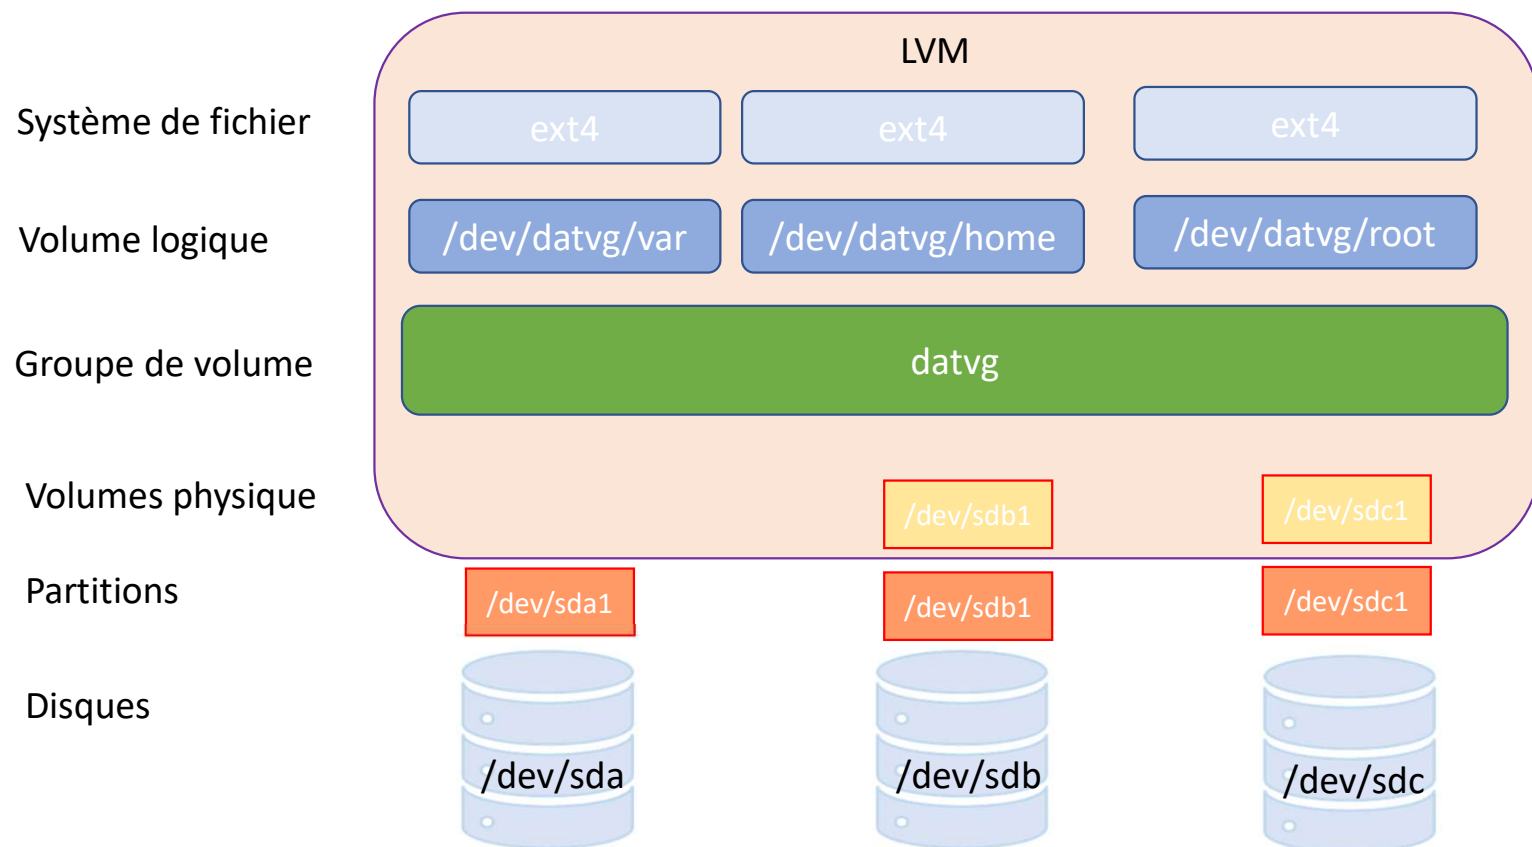 LVM
Système de fichier
ext4
ext4
ext4
Volume logique
/dev/datvg/var
/dev/datvg/home
/dev/datvg/root
Groupe de volume
datvg
Volumes physique
/dev/sdb1
/dev/sdc1
Partitions
/dev/sda1
/dev/sdb1
/dev/sdc1
Disques
/dev/sda
/dev/sdb
/dev/sdc